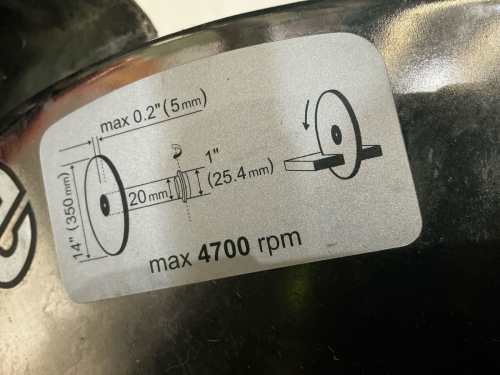 max 0.2" (5mm)
14" (350mm)
20mm
1"
(25.4mm)
max 4700 rpm